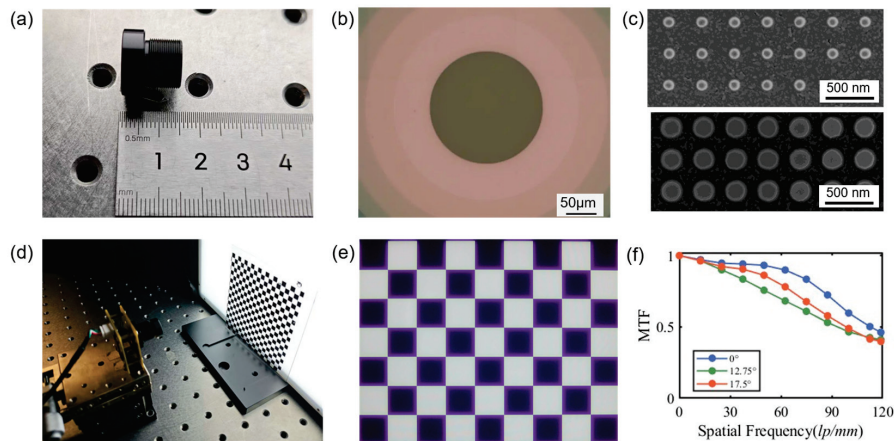 (a)
0.5mm
1 2 3 4
mm
(b)
50μm
(c)
500 nm
500 nm
(d)
(e)
(f)
MTF
1
0.5
0
0°
12.75°
17.5°
0 30 60 90 120
Spatial Frequency(lp/mm)